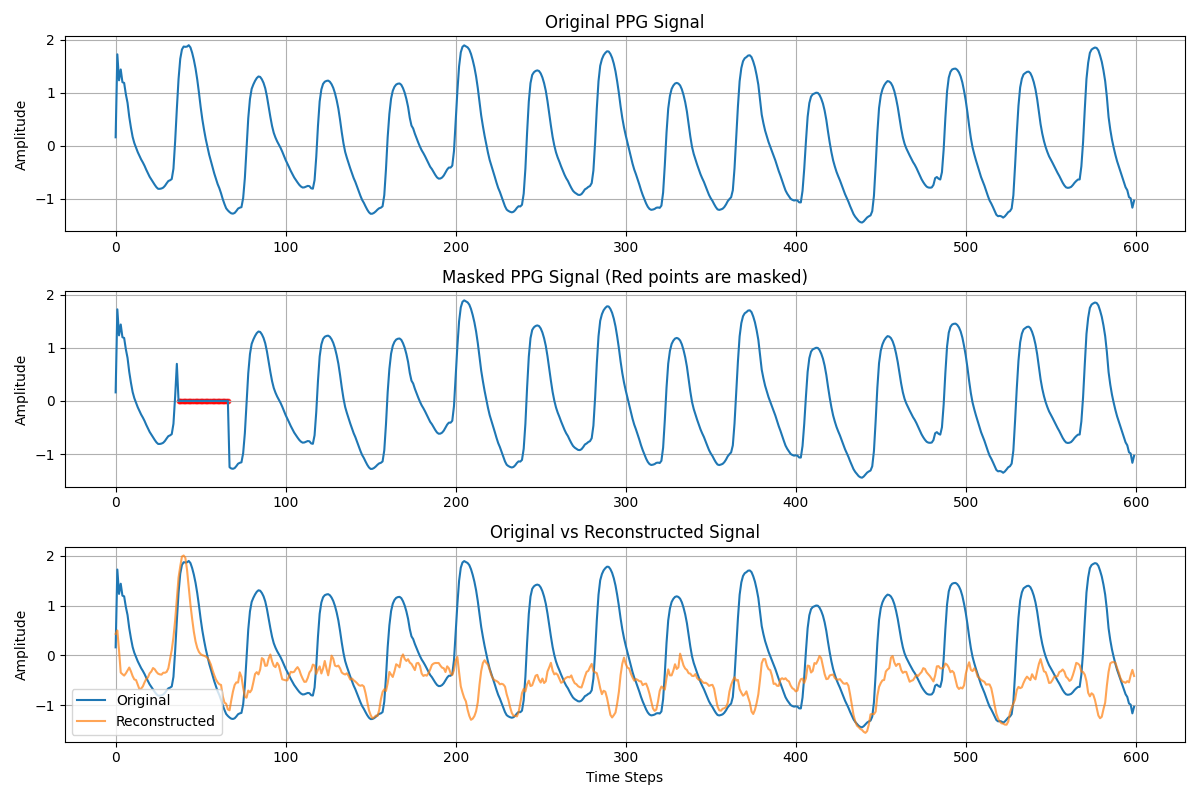 Original PPG Signal
2
1
0
−1
Amplitude
0 100 200 300 400 500 600
Masked PPG Signal (Red points are masked)
2
1
0
−1
Amplitude
0 100 200 300 400 500 600
Original vs Reconstructed Signal
2
1
0
−1
Amplitude
Original
Reconstructed
0 100 200 300 400 500 600
Time Steps